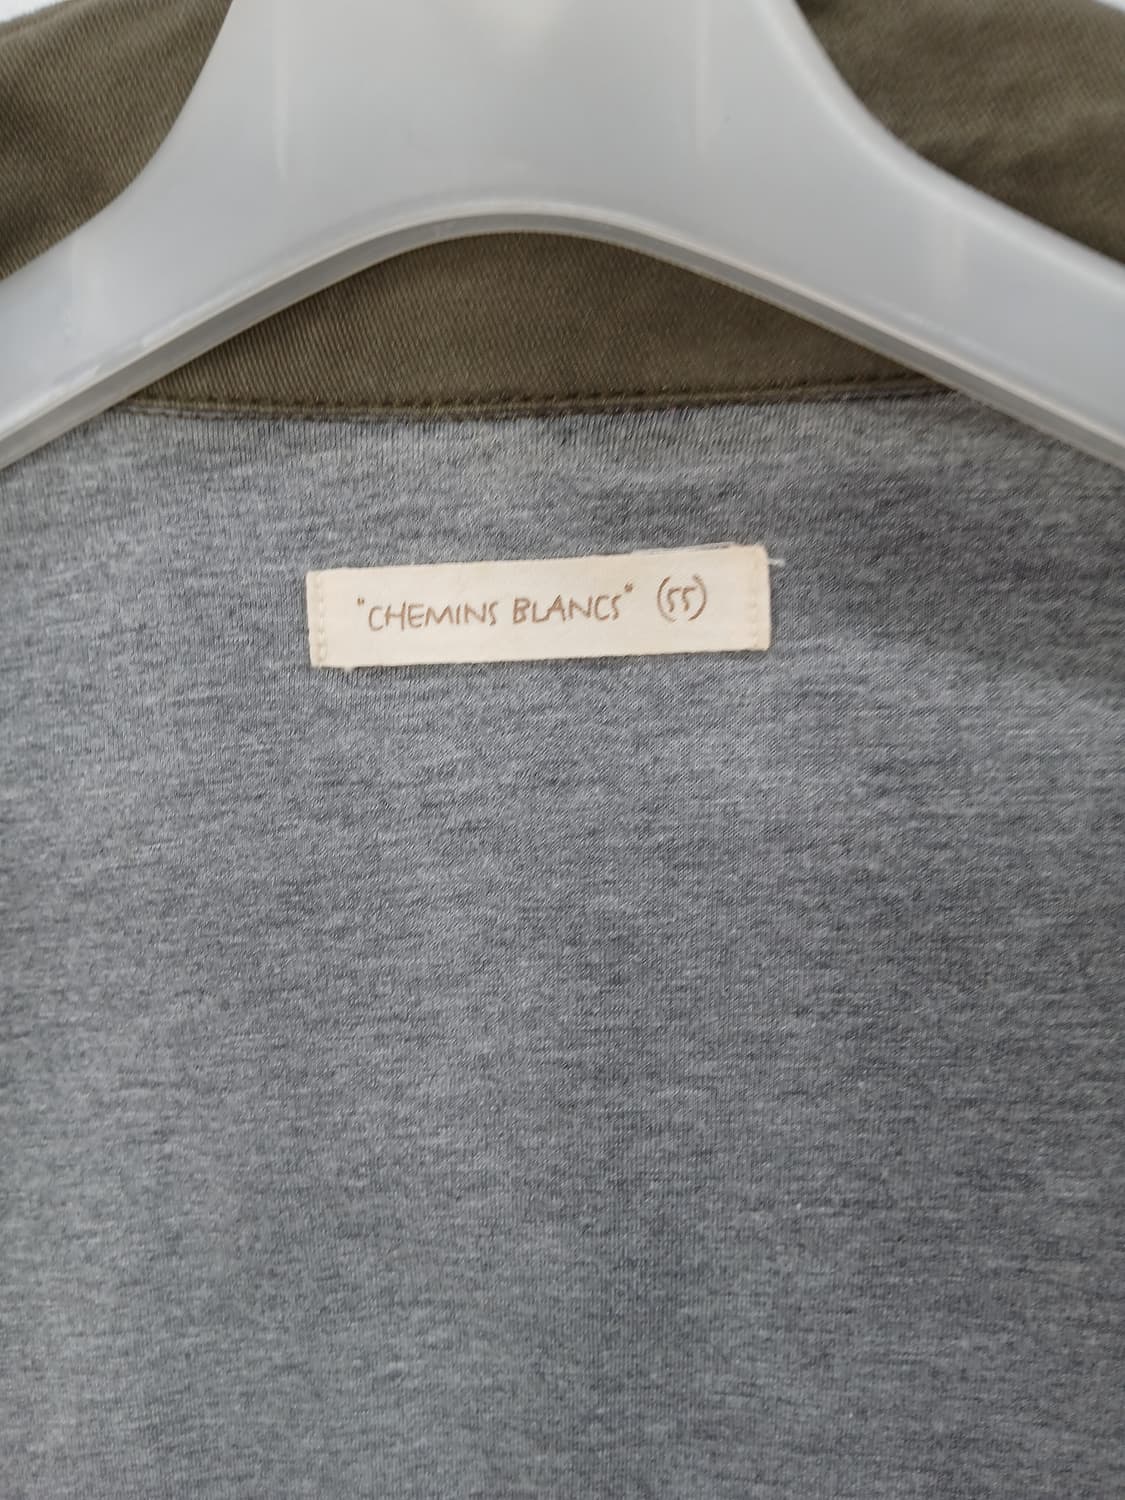 "CHEMINS BLANCS" (55)